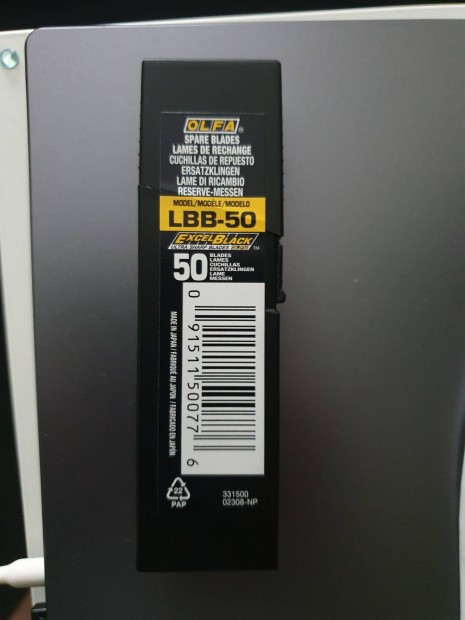 OLFA®
SPARE BLADES
LAMES DE RECHANGE
CUCHILLAS DE REPUESTO
ERSATZKLINGEN
LAME DI RICAMBIO
RESERVE-MESSEN
MODEL/MODÈLE/MODELO
LBB-50
EXCELBLACK™
ULTRA SHARP BLADES OLFA
50
BLADES
LAMES
CUCHILLAS
ERSATZKLINGEN
LAME
MESSEN
0 91511 50077 6
MADE IN JAPAN / FABRIQUÉ AU JAPON / FABRICADO EN JAPÓN
22
PAP
331500
02308-NP